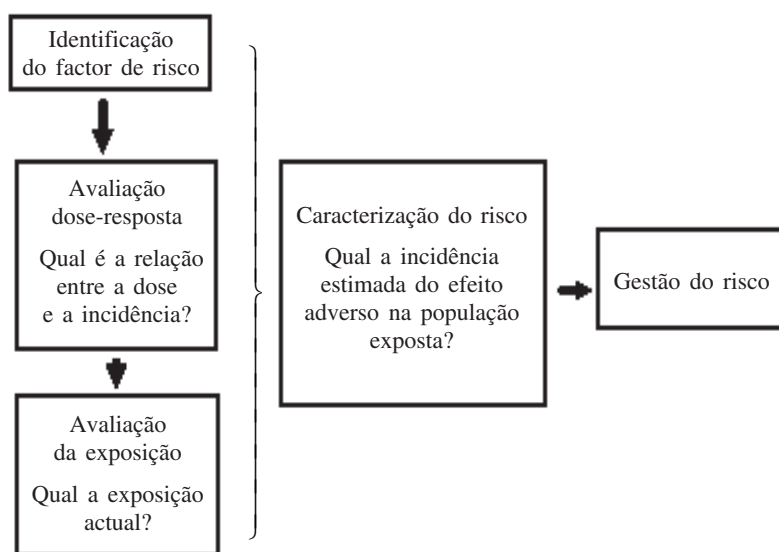 Identificação
do factor de risco
Avaliação
dose-resposta
Qual é a relação
entre a dose
e a incidência?
Avaliação
da exposição
Qual a exposição
actual?
Caracterização do risco
Qual a incidência
estimada do efeito
adverso na população
exposta?
Gestão do risco